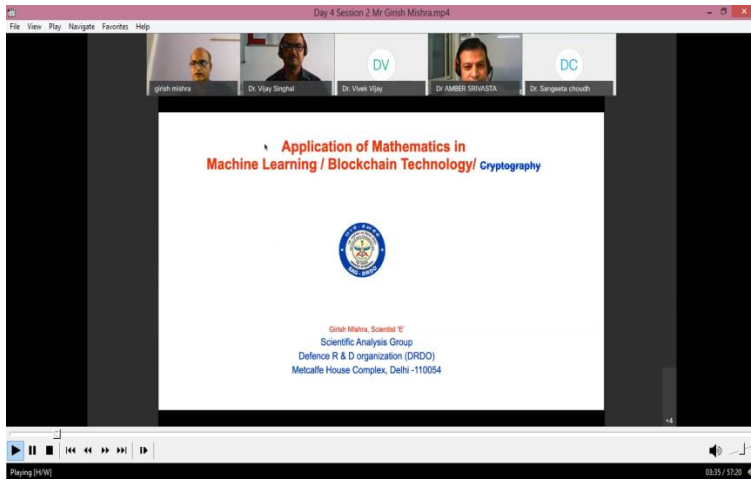 Day 4 Session 2 Mr Girish Mishra.mp4
File View Play Navigate Favorites Help
DV
DC
girish mishra
Dr. Vijay Singhal
Dr. Vivek Vijay
Dr AMBER SRIVASTA
Dr. Sangeeta choudh
Application of Mathematics in
Machine Learning / Blockchain Technology/ Cryptography
SAG - DRDO
Girish Mishra, Scientist 'E'
Scientific Analysis Group
Defence R & D organization (DRDO)
Metcalfe House Complex, Delhi -110054
+4
Playing [H/W]
03:35 / 57:20